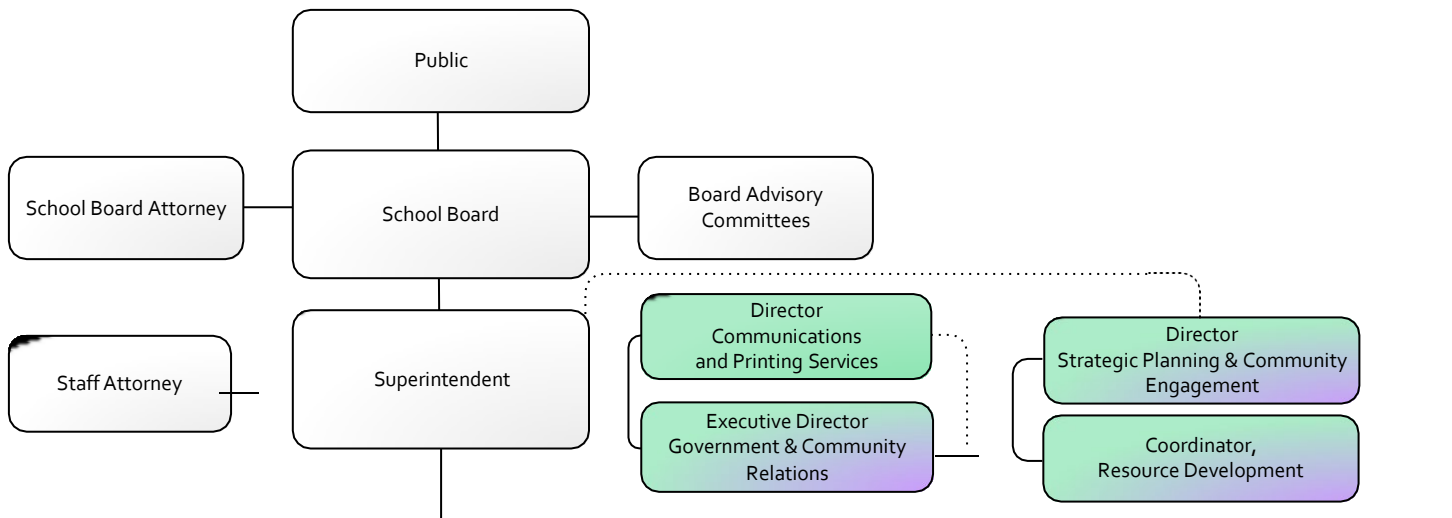 Public
School Board Attorney
School Board
Board Advisory
Committees
Staff Attorney
Superintendent
Director
Communications
and Printing Services
Executive Director
Government & Community
Relations
Director
Strategic Planning & Community
Engagement
Coordinator,
Resource Development